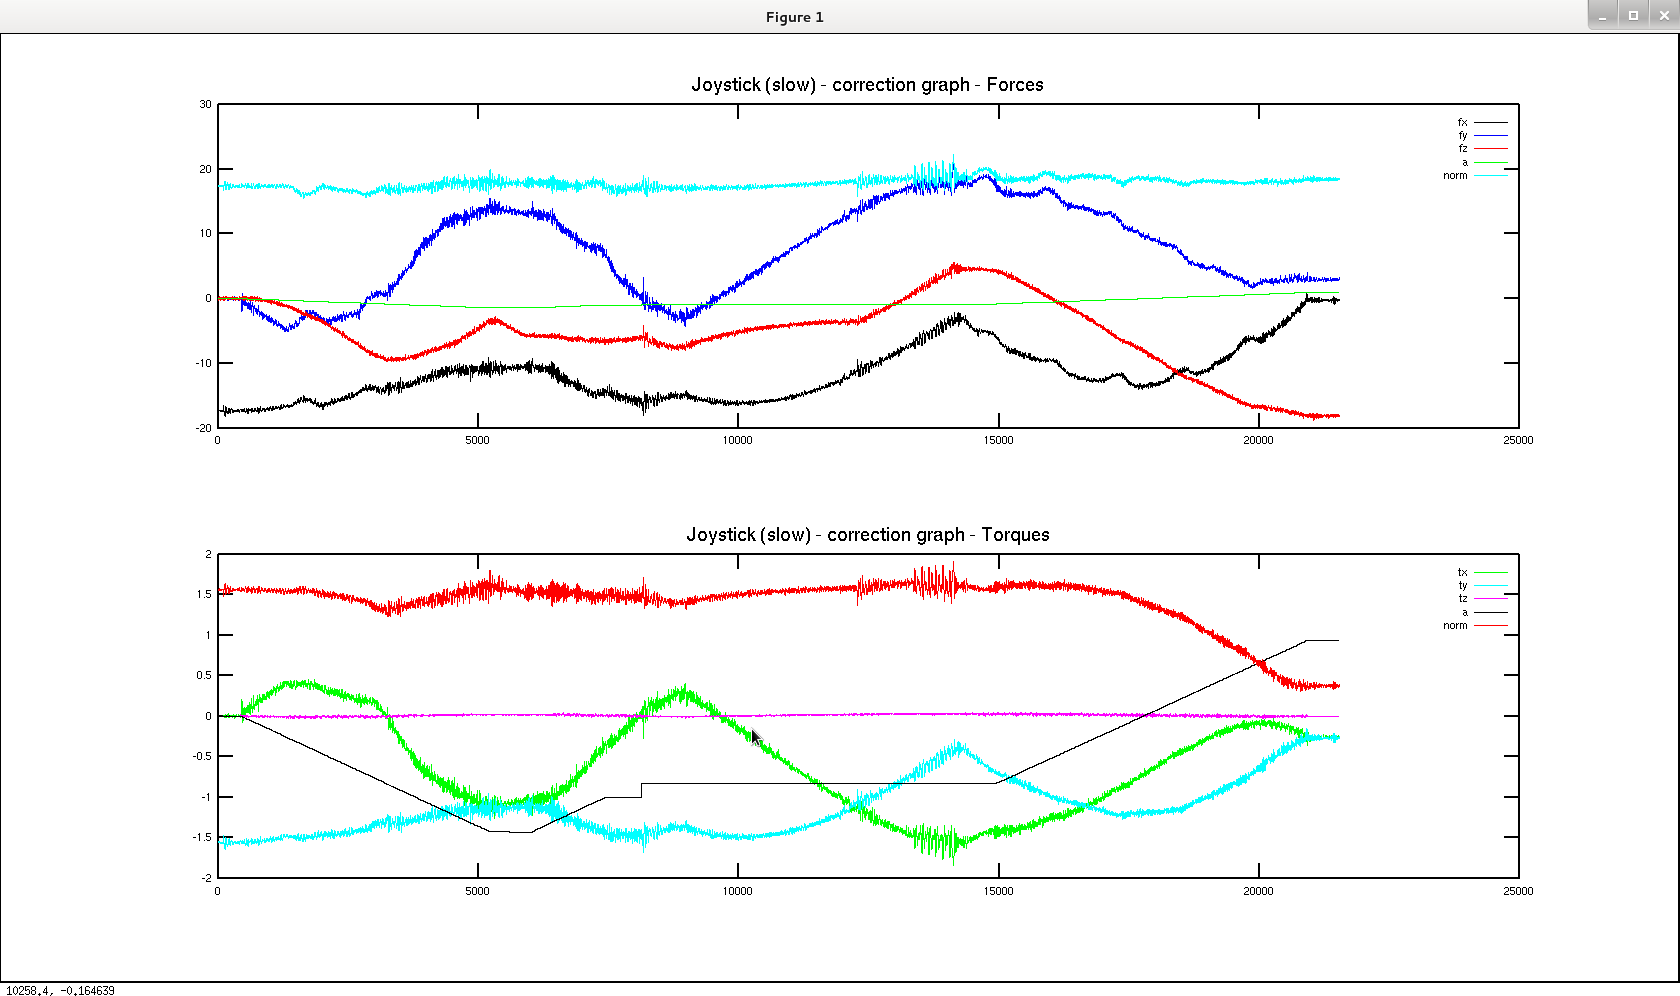 Figure 1
Joystick (slow) - correction graph - Forces
30
20
10
0
-10
-20
0 5000 10000 15000 20000 25000
fx
fy
fz
a
norm
Joystick (slow) - correction graph - Torques
2
1.5
1
0.5
0
-0.5
-1
-1.5
-2
0 5000 10000 15000 20000 25000
tx
ty
tz
a
norm
10258.4, -0.164639